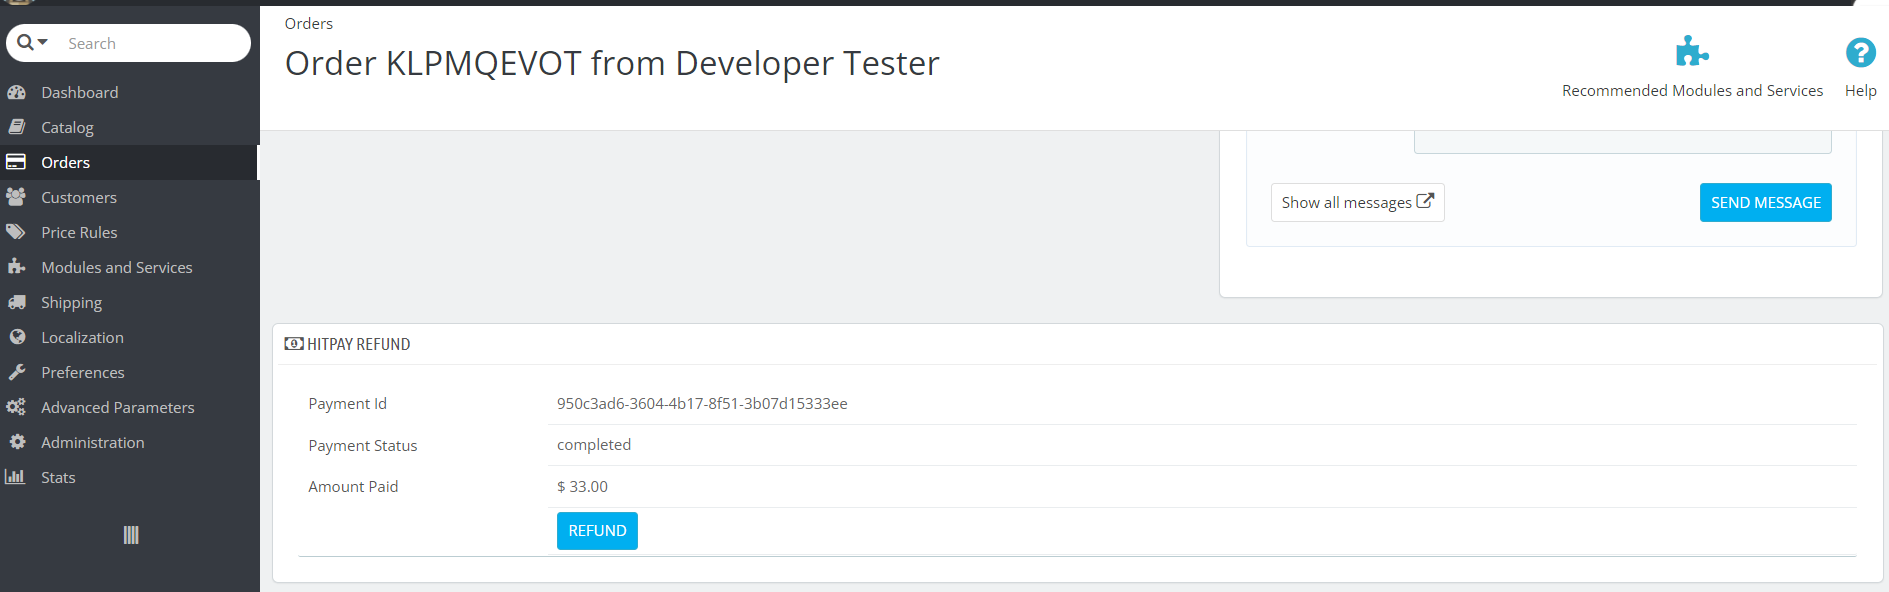 Search
Dashboard
Catalog
Orders
Customers
Price Rules
Modules and Services
Shipping
Localization
Preferences
Advanced Parameters
Administration
Stats
Orders
Order KLPMQEVOT from Developer Tester
Recommended Modules and Services
Help
Show all messages
SEND MESSAGE
HITPAY REFUND
Payment Id 950c3ad6-3604-4b17-8f51-3b07d15333ee
Payment Status completed
Amount Paid $ 33.00
REFUND